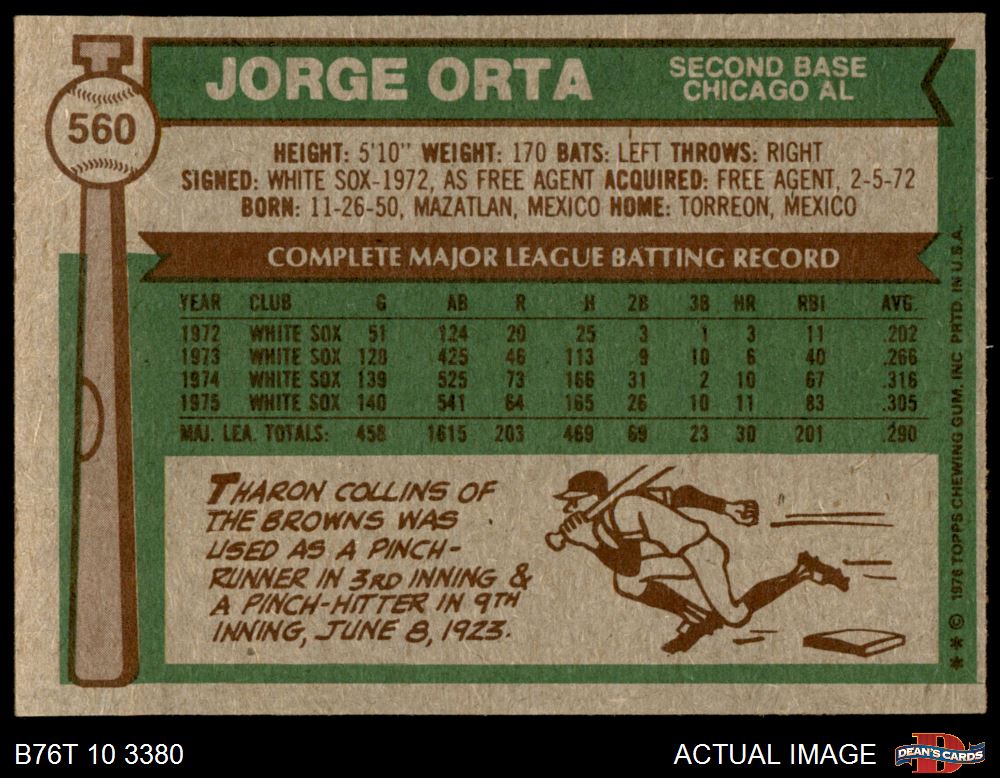 560
JORGE ORTA
SECOND BASE
CHICAGO AL
HEIGHT: 5'10" WEIGHT: 170 BATS: LEFT THROWS: RIGHT
SIGNED: WHITE SOX-1972, AS FREE AGENT ACQUIRED: FREE AGENT, 2-5-72
BORN: 11-26-50, MAZATLAN, MEXICO HOME: TORREON, MEXICO
COMPLETE MAJOR LEAGUE BATTING RECORD
YEAR CLUB G AB R H 2B 3B HR RBI AVG.
1972 WHITE SOX 51 124 20 25 3 1 3 11 .202
1973 WHITE SOX 128 425 46 113 9 10 6 40 .266
1974 WHITE SOX 139 525 73 166 31 2 10 67 .316
1975 WHITE SOX 140 541 64 165 26 10 11 83 .305
MAJ. LEA. TOTALS: 458 1615 203 469 69 23 30 201 .290
THARON COLLINS OF
THE BROWNS WAS
USED AS A PINCH-
RUNNER IN 3RD INNING &
A PINCH-HITTER IN 9TH
INNING, JUNE 8, 1923.
** © 1976 TOPPS CHEWING GUM, INC. PRTD. IN U.S.A.
B76T 10 3380
ACTUAL IMAGE
D
DEAN'S CARDS